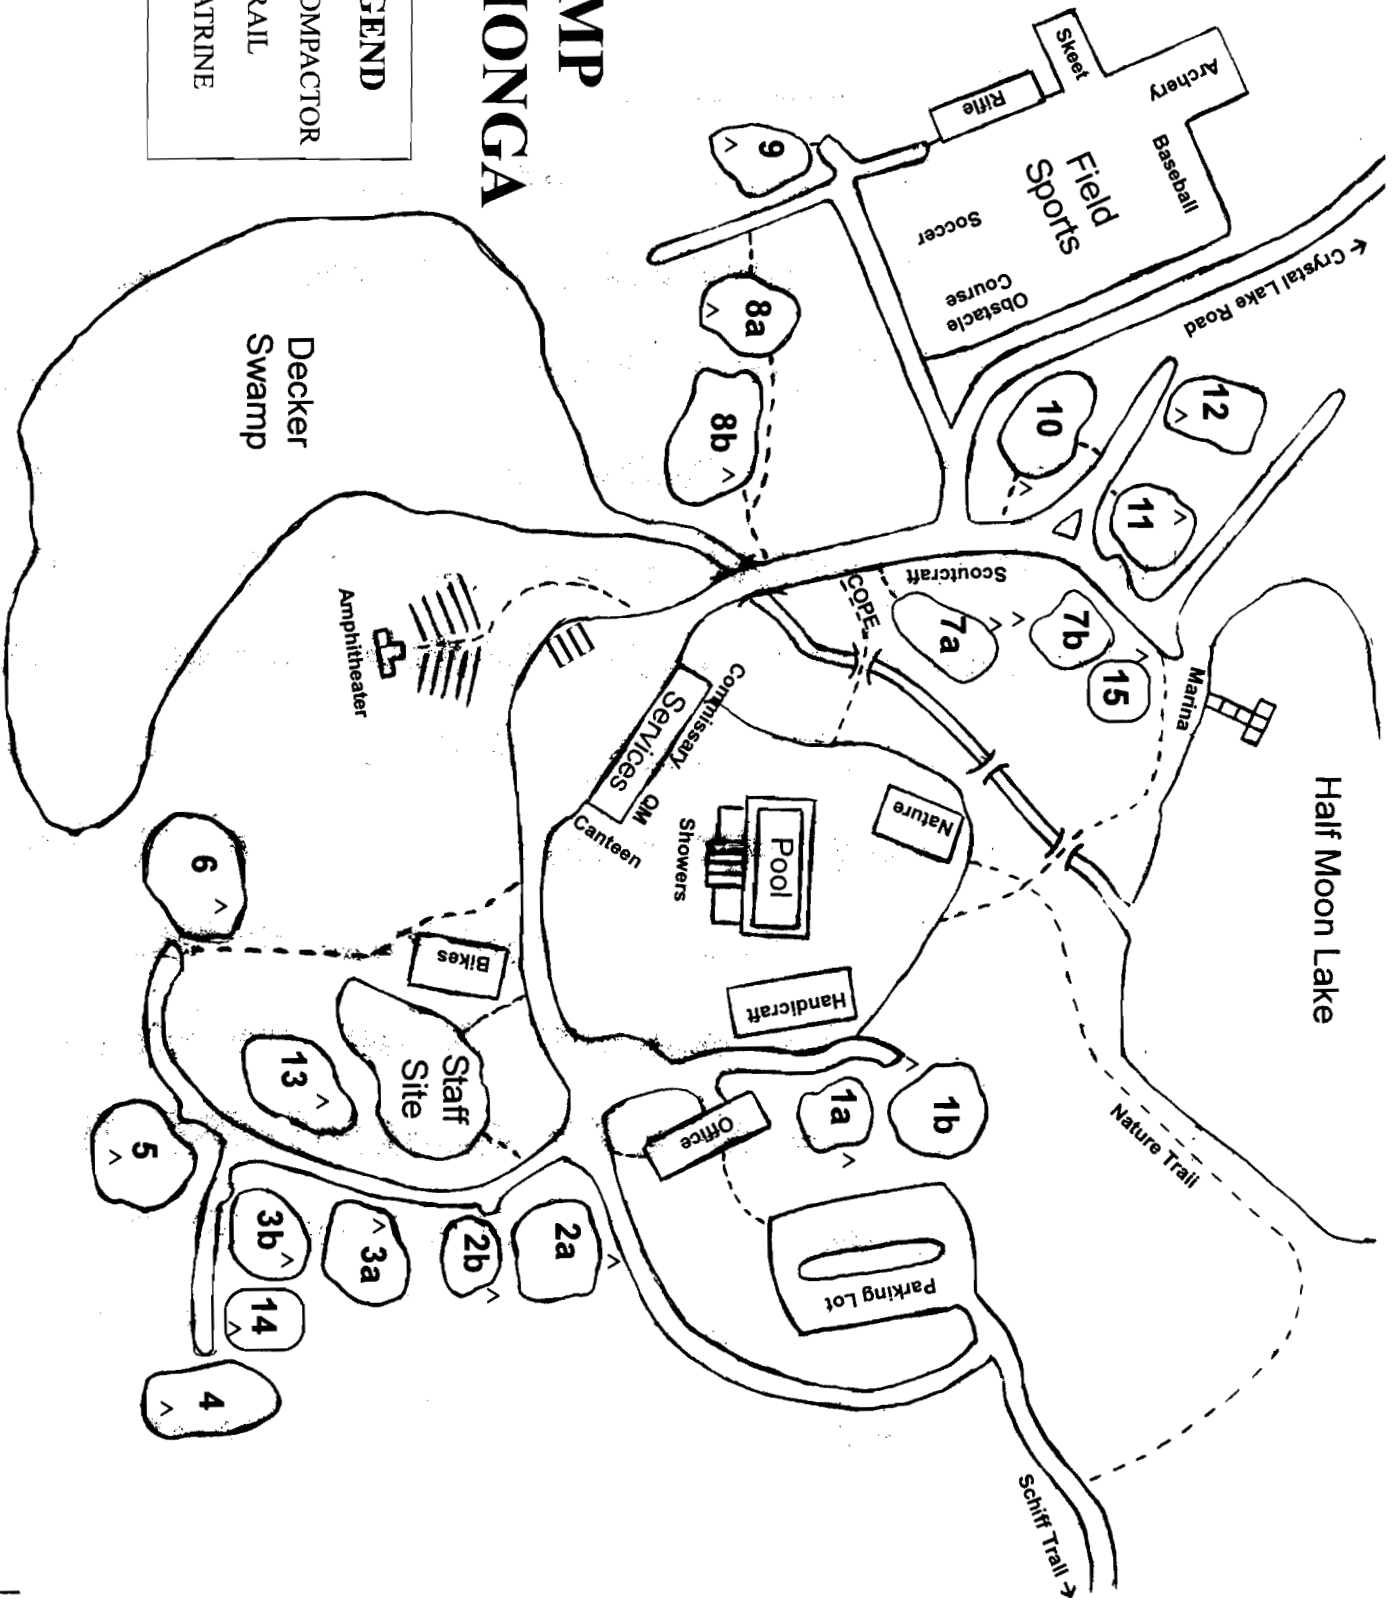 MP
IONGA
GEND
OMPACTOR
RAIL
ATRINE
Skeet
Archery
Rifle
Baseball
Field
Sports
Soccer
Obstacle
Course
← Crystal Lake Road
9
8a
8b
10
12
11
Decker
Swamp
Scoutcraft
COPE
7a
7b
15
Marina
Half Moon Lake
Amphitheater
Commissary
Services
QM
Canteen
Showers
Pool
Nature
Handicraft
6
Bikes
13
Staff
Site
5
Office
1a
1b
Nature Trail
3b
3a
2b
2a
14
4
Parking Lot
Schiff Trail →